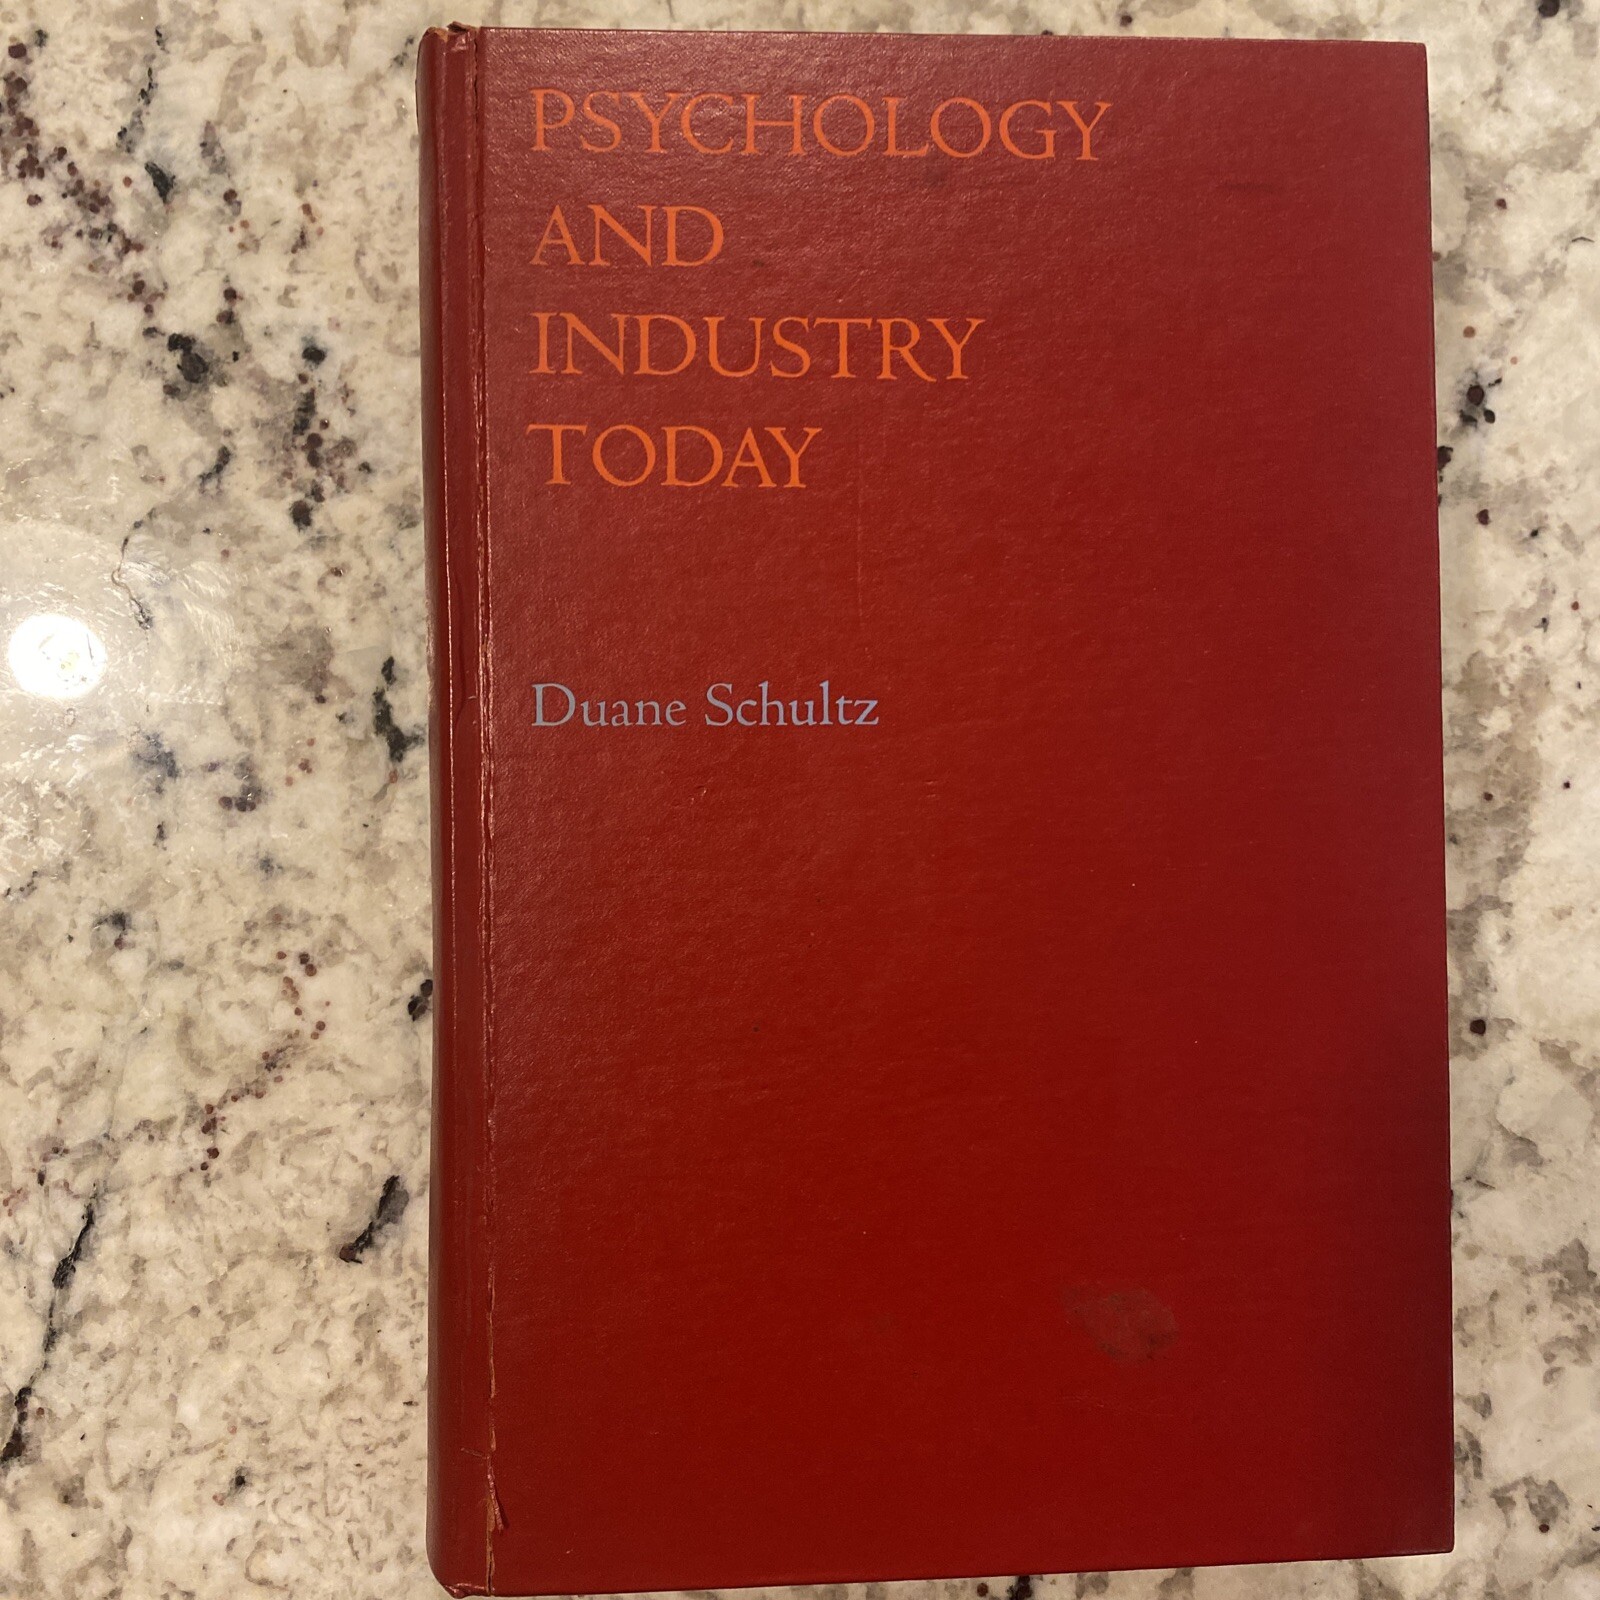 PSYCHOLOGY
AND
INDUSTRY
TODAY
Duane Schultz